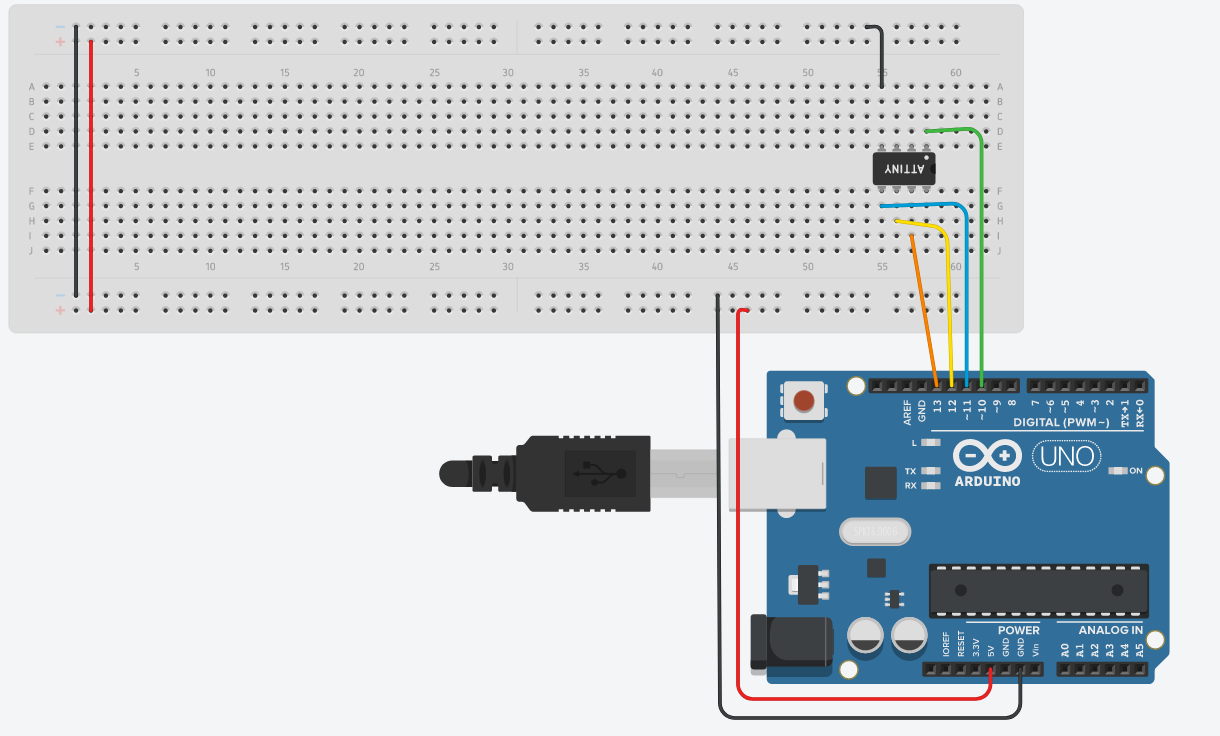 − −
+ +
5 10 15 20 25 30 35 40 45 50 55 60
A A
B B
C C
D D
E E
ATTINY
F F
G G
H H
I I
J J
5 10 15 20 25 30 35 40 45 50 55 60
− −
+ +
AREF GND 13 12 ~11 ~10 ~9 8 7 ~6 ~5 4 ~3 2 TX→1 RX←0
DIGITAL (PWM~)
L
TX
RX
UNO
ON
ARDUINO
POWER ANALOG IN
IOREF RESET 3.3V 5V GND GND Vin A0 A1 A2 A3 A4 A5